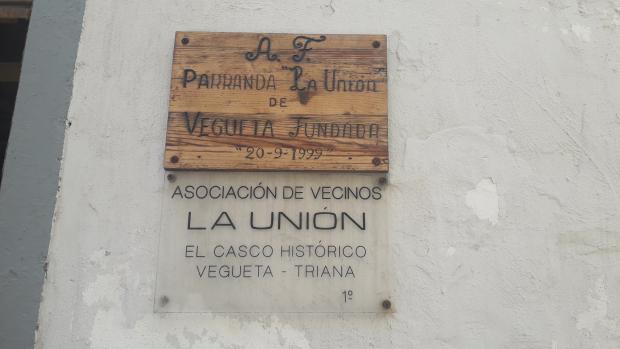 A. F.
PARRANDA "LA UNIÓN"
DE
VEGUETA FUNDADA
"20-9-1999"
ASOCIACIÓN DE VECINOS
LA UNIÓN
EL CASCO HISTÓRICO
VEGUETA - TRIANA
1º